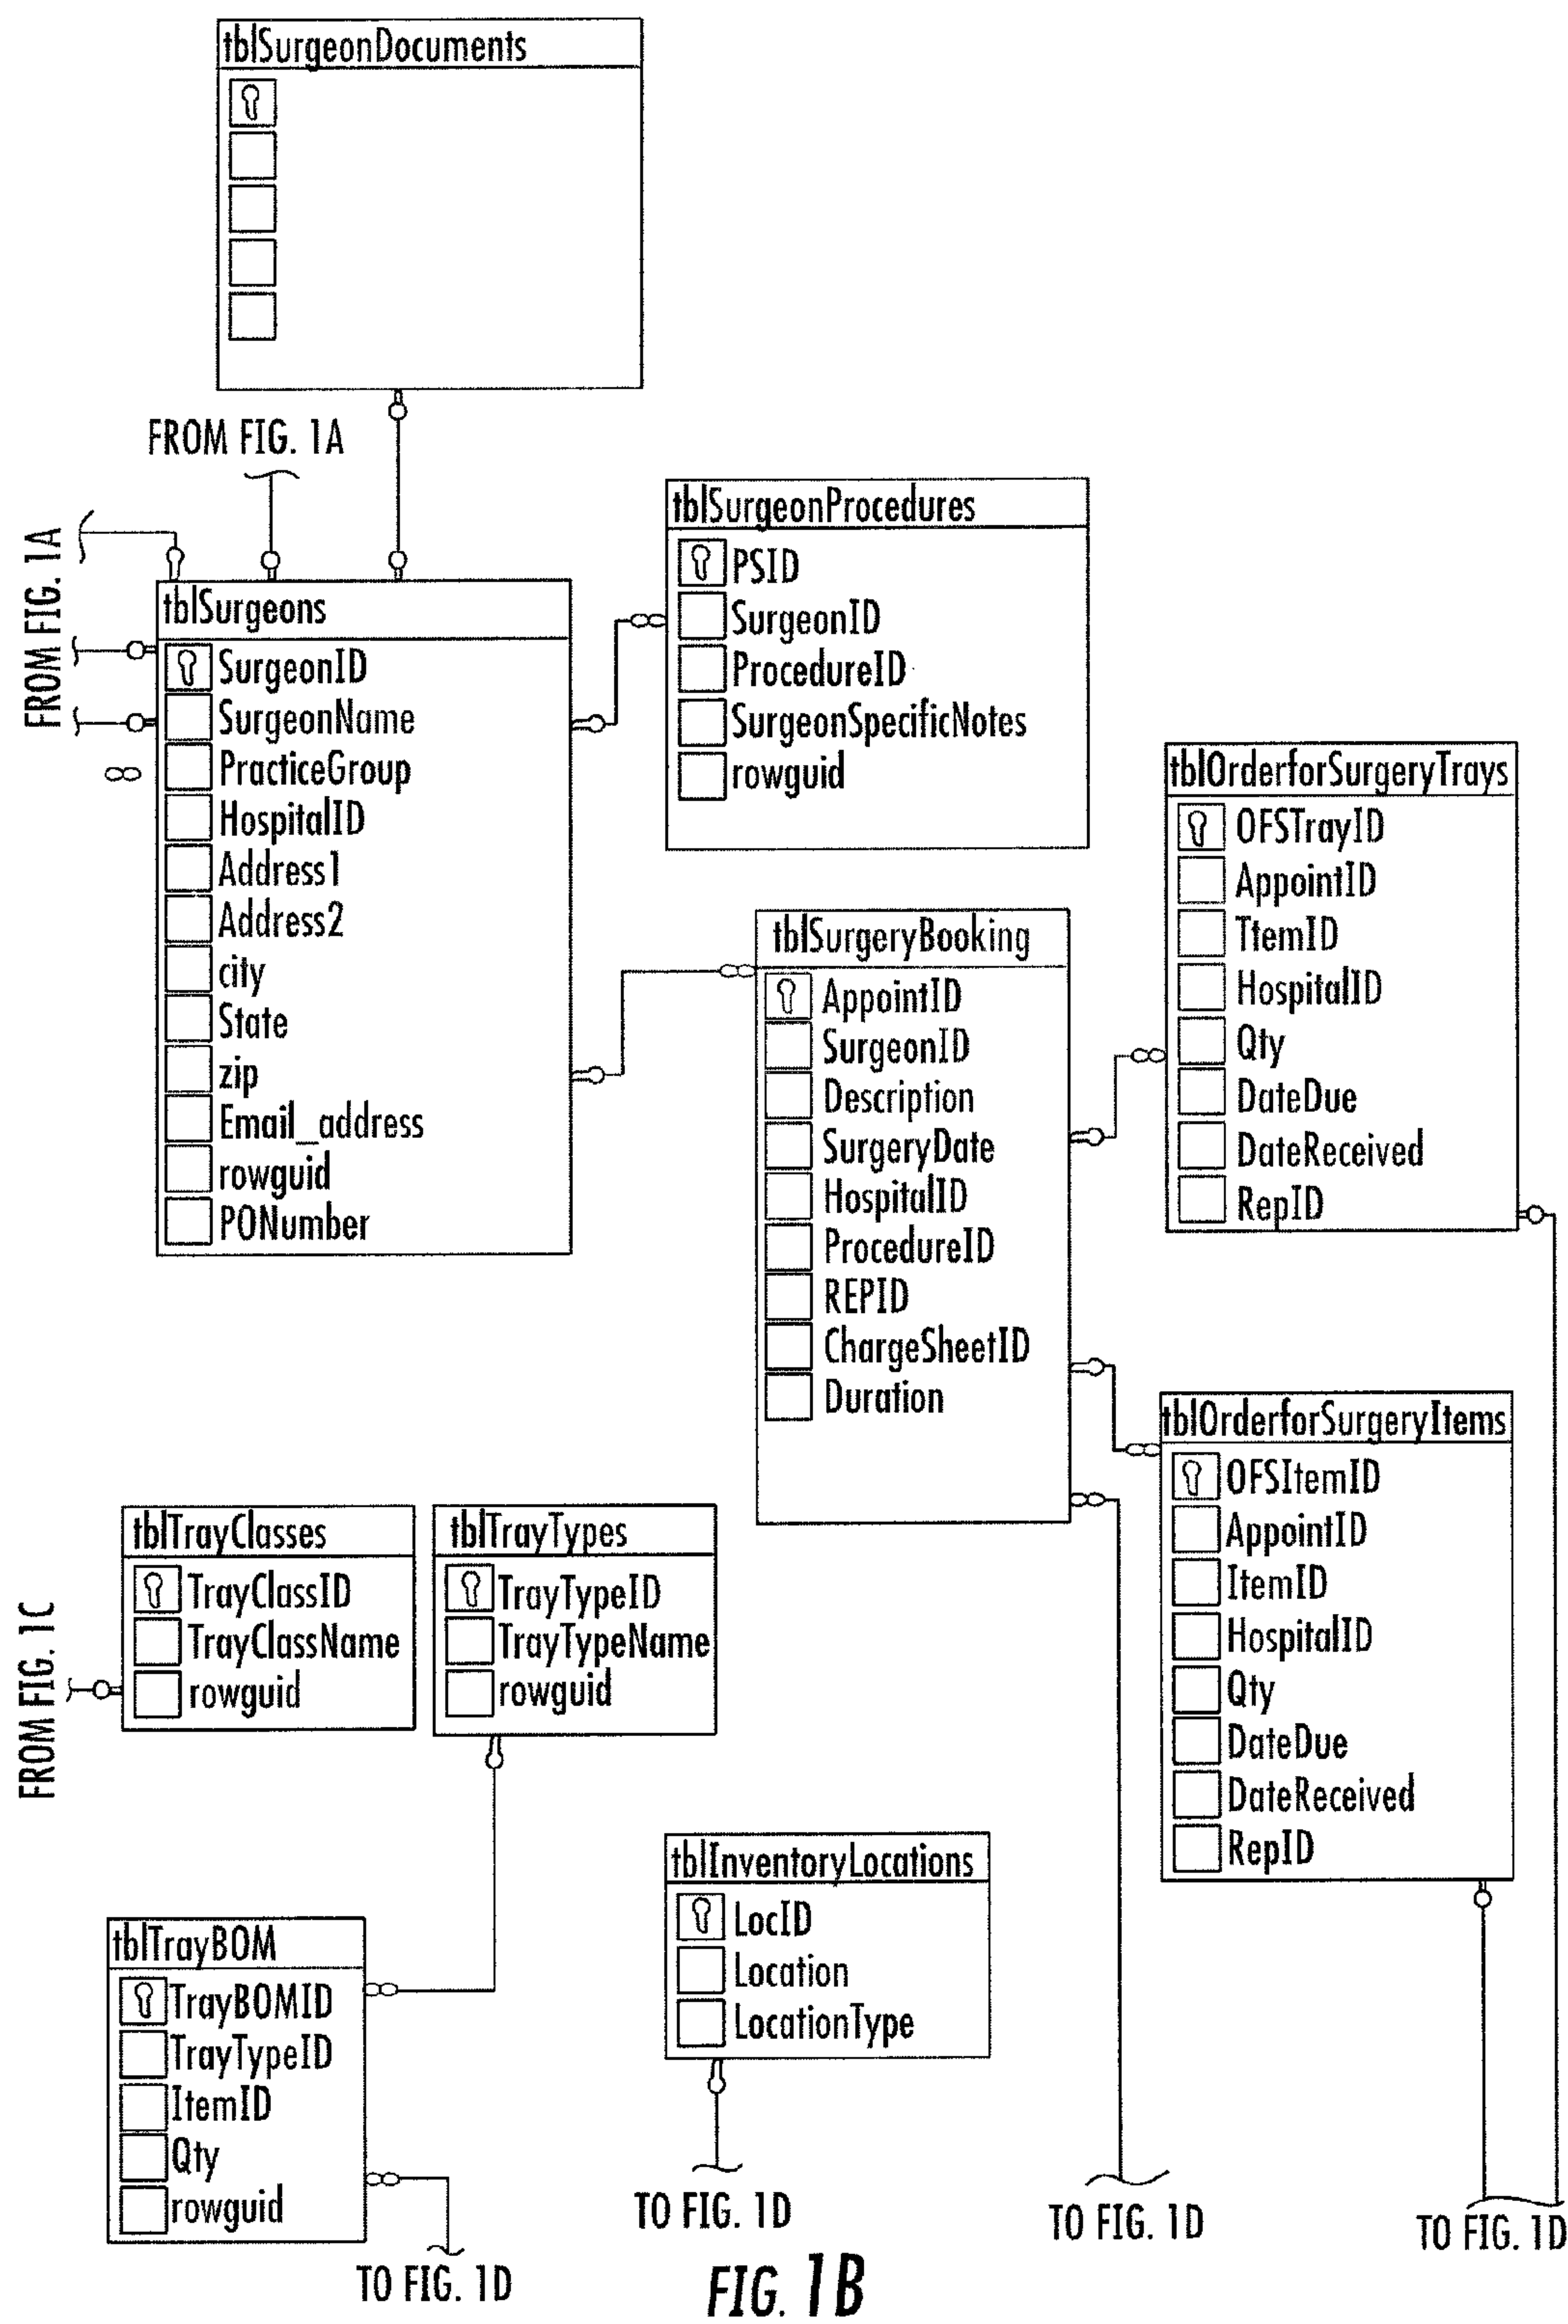 tblSurgeonDocuments
FROM FIG. 1A
FROM FIG. 1A
tblSurgeons
SurgeonID
SurgeonName
PracticeGroup
HospitalID
Address1
Address2
city
State
zip
Email_address
rowguid
PONumber
tblSurgeonProcedures
PSID
SurgeonID
ProcedureID
SurgeonSpecificNotes
rowguid
tblSurgeryBooking
AppointID
SurgeonID
Description
SurgeryDate
HospitalID
ProcedureID
REPID
ChargeSheetID
Duration
tblOrderforSurgeryTrays
OFSTrayID
AppointID
TtemID
HospitalID
Qty
DateDue
DateReceived
RepID
tblOrderforSurgeryItems
OFSItemID
AppointID
ItemID
HospitalID
Qty
DateDue
DateReceived
RepID
FROM FIG. 1C
tblTrayClasses
TrayClassID
TrayClassName
rowguid
tblTrayTypes
TrayTypeID
TrayTypeName
rowguid
tblInventoryLocations
LocID
Location
LocationType
tblTrayBOM
TrayBOMID
TrayTypeID
ItemID
Qty
rowguid
TO FIG. 1D
TO FIG. 1D
TO FIG. 1D
TO FIG. 1D
FIG. 1B